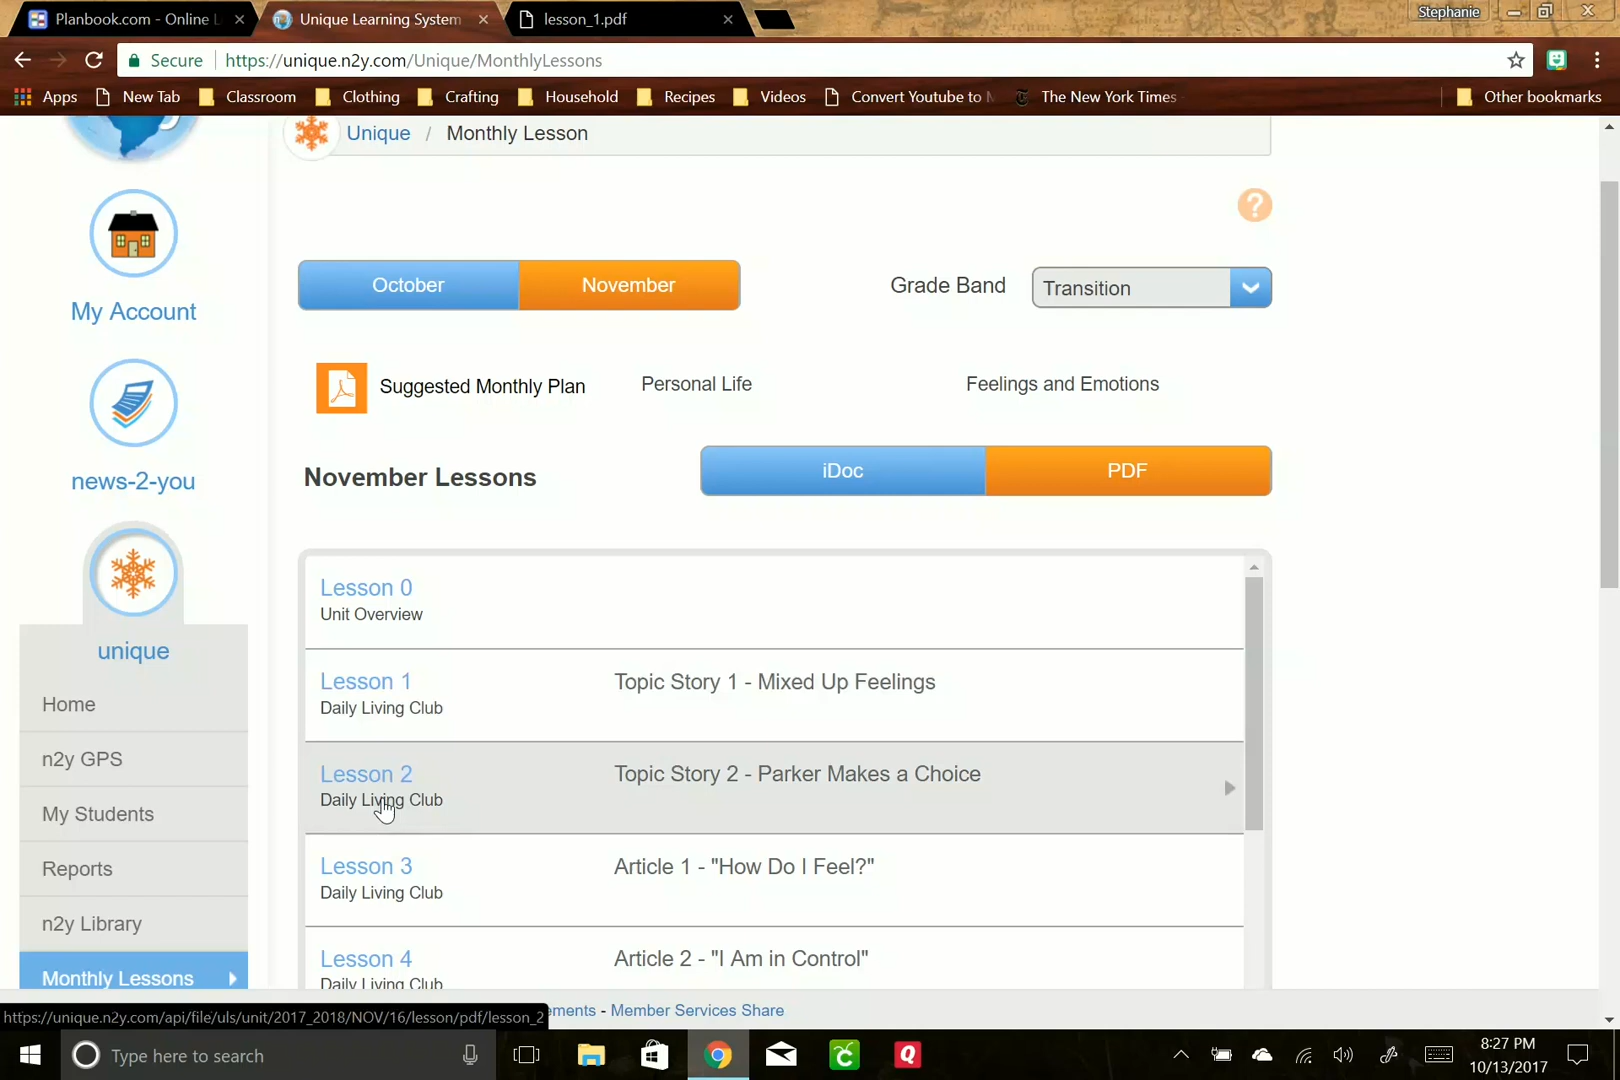 Planbook.com - Online L
Unique Learning System
lesson_1.pdf
Stephanie
Secure
https://unique.n2y.com/Unique/MonthlyLessons
Apps
New Tab
Classroom
Clothing
Crafting
Household
Recipes
Videos
Convert Youtube to M
The New York Times
Other bookmarks
Unique / Monthly Lesson
?
My Account
October
November
Grade Band
Transition
Suggested Monthly Plan
Personal Life
Feelings and Emotions
news-2-you
November Lessons
iDoc
PDF
Lesson 0
Unit Overview
unique
Lesson 1
Topic Story 1 - Mixed Up Feelings
Daily Living Club
Home
n2y GPS
Lesson 2
Topic Story 2 - Parker Makes a Choice
Daily Living Club
My Students
Reports
Lesson 3
Article 1 - "How Do I Feel?"
Daily Living Club
n2y Library
Lesson 4
Article 2 - "I Am in Control"
Daily Living Club
Monthly Lessons
https://unique.n2y.com/api/file/uls/unit/2017_2018/NOV/16/lesson/pdf/lesson_2
ements - Member Services Share
Type here to search
8:27 PM
10/13/2017